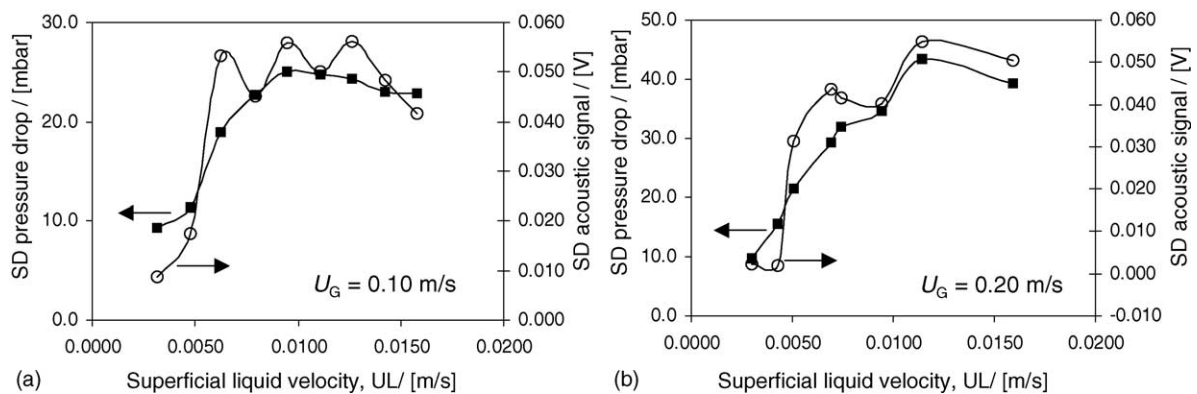 30.0
20.0
10.0
0.0
SD pressure drop / [mbar]
0.060
0.050
0.040
0.030
0.020
0.010
0.000
SD acoustic signal / [V]
UG = 0.10 m/s
0.0000 0.0050 0.0100 0.0150 0.0200
(a) Superficial liquid velocity, UL/ [m/s]
50.0
40.0
30.0
50.0
10.0
0.0
SD pressure drop / [mbar]
0.060
0.050
0.040
0.030
0.020
0.010
0.000
-0.010
SD acoustic signal / [V]
UG = 0.20 m/s
0.0000 0.0050 0.0100 0.0150 0.0200
(b) Superficial liquid velocity, UL/ [m/s]